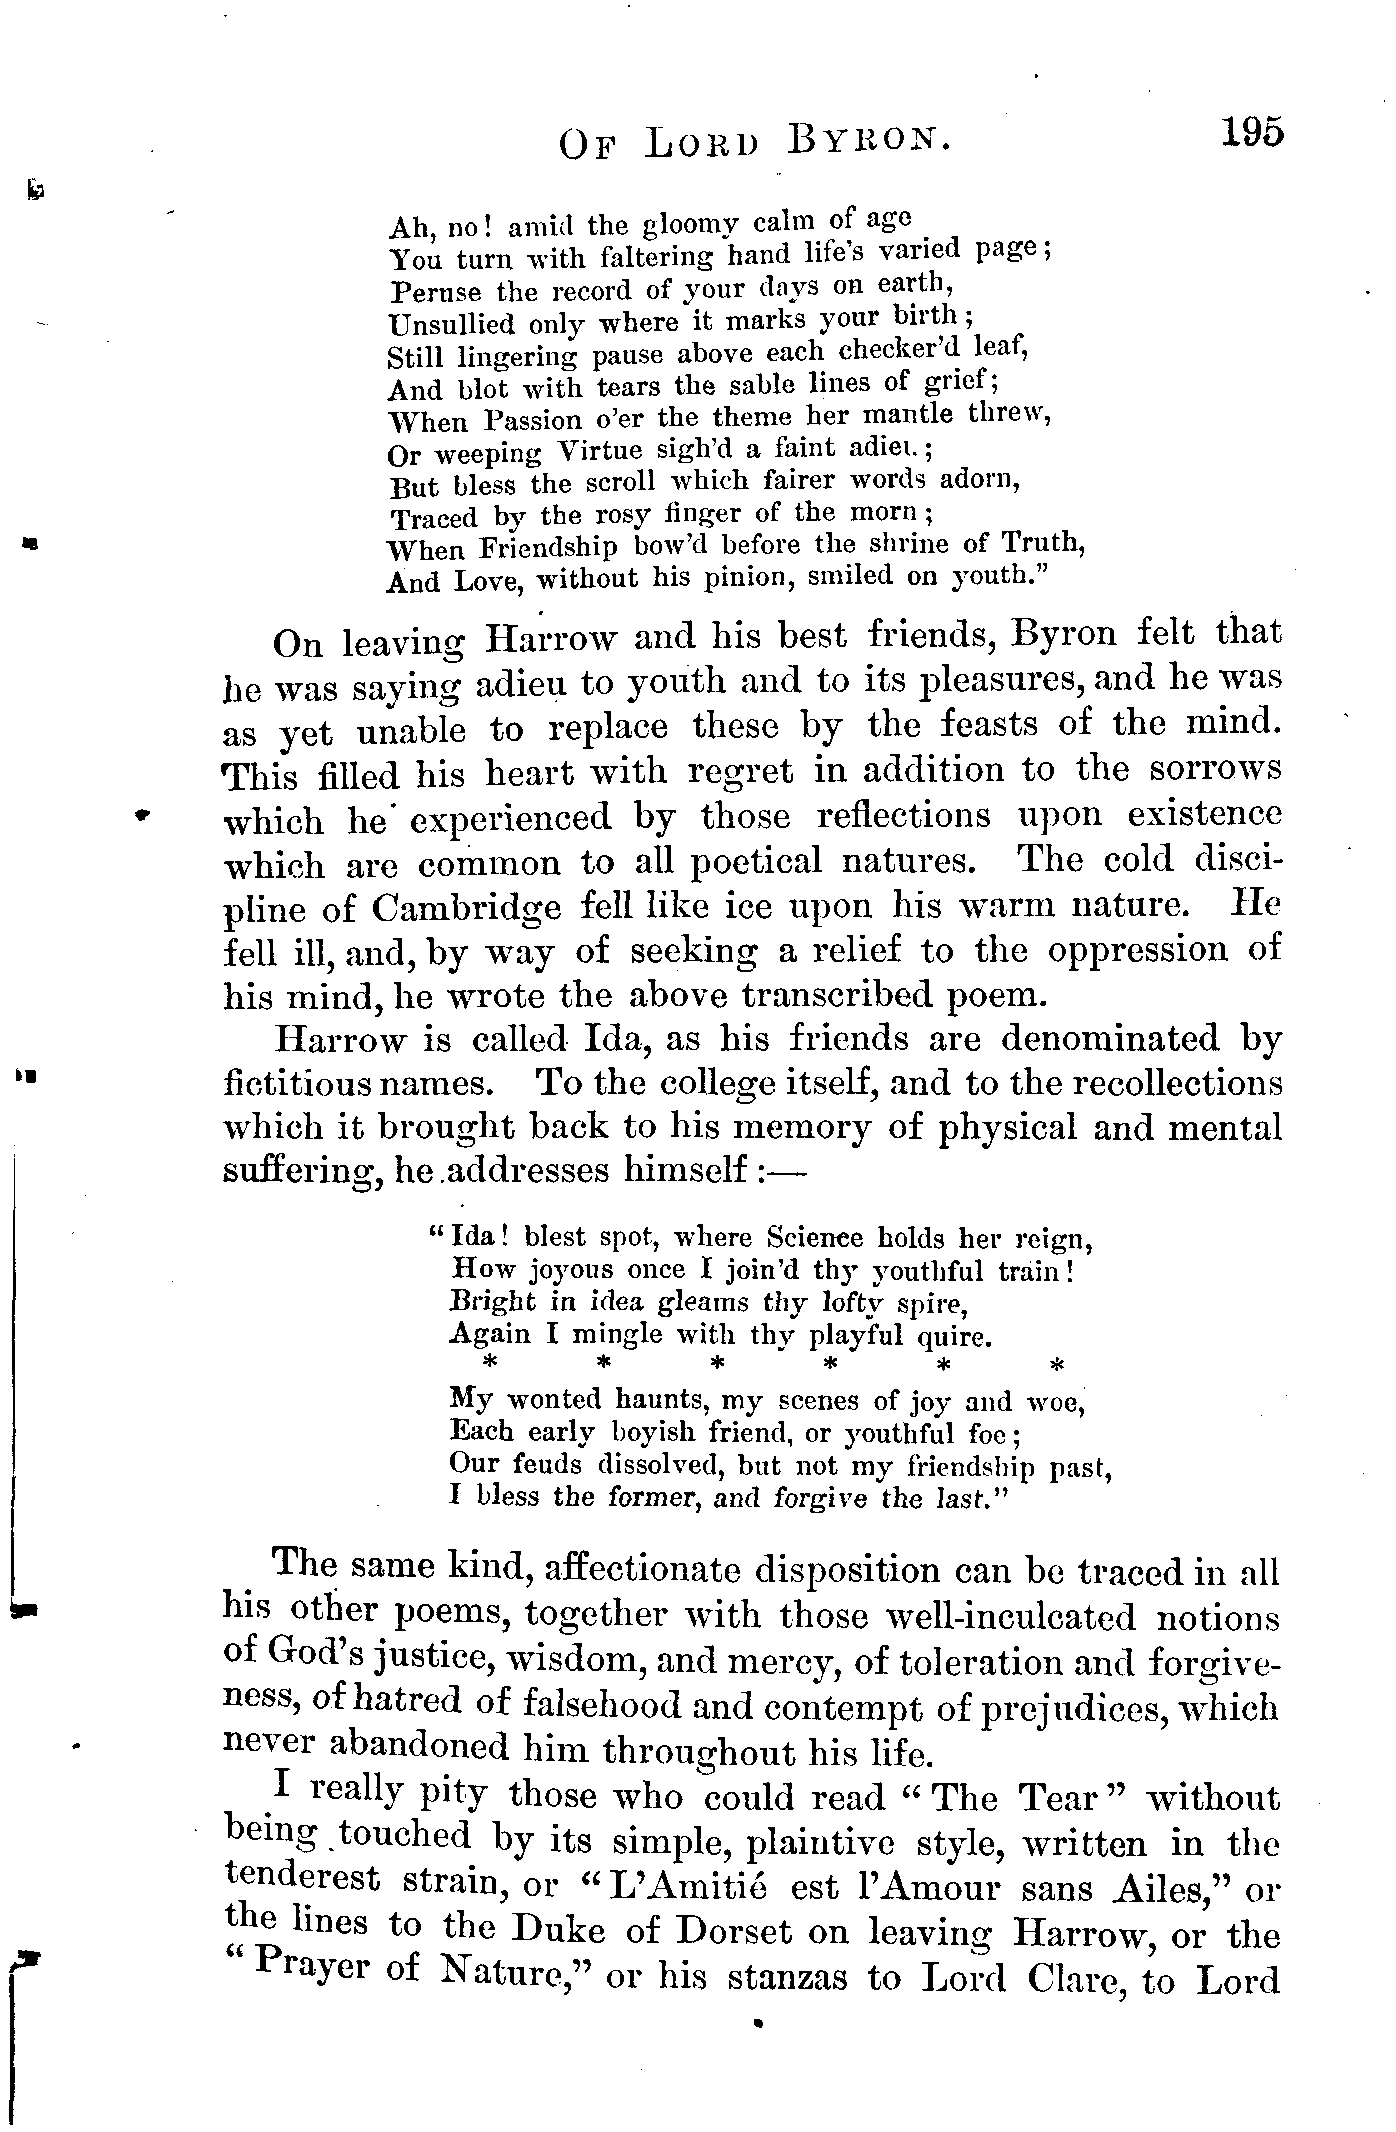 OF LORD BYRON. 195
Ah, no! amid the gloomy calm of age
You turn with faltering hand life's varied page;
Peruse the record of your days on earth,
Unsullied only where it marks your birth;
Still lingering pause above each checker'd leaf,
And blot with tears the sable lines of grief;
When Passion o'er the theme her mantle threw,
Or weeping Virtue sigh'd a faint adieu;
But bless the scroll which fairer words adorn,
Traced by the rosy finger of the morn;
When Friendship bow'd before the shrine of Truth,
And Love, without his pinion, smiled on youth."
On leaving Harrow and his best friends, Byron felt that
he was saying adieu to youth and to its pleasures, and he was
as yet unable to replace these by the feasts of the mind.
This filled his heart with regret in addition to the sorrows
which he experienced by those reflections upon existence
which are common to all poetical natures. The cold disci-
pline of Cambridge fell like ice upon his warm nature. He
fell ill, and, by way of seeking a relief to the oppression of
his mind, he wrote the above transcribed poem.
Harrow is called Ida, as his friends are denominated by
fictitious names. To the college itself, and to the recollections
which it brought back to his memory of physical and mental
suffering, he addresses himself:—
"Ida! blest spot, where Science holds her reign,
How joyous once I join'd thy youthful train!
Bright in idea gleams thy lofty spire,
Again I mingle with thy playful quire.
* * * * * *
My wonted haunts, my scenes of joy and woe,
Each early boyish friend, or youthful foe;
Our feuds dissolved, but not my friendship past,
I bless the former, and forgive the last."
The same kind, affectionate disposition can be traced in all
his other poems, together with those well-inculcated notions
of God's justice, wisdom, and mercy, of toleration and forgive-
ness, of hatred of falsehood and contempt of prejudices, which
never abandoned him throughout his life.
I really pity those who could read "The Tear" without
being touched by its simple, plaintive style, written in the
tenderest strain, or "L'Amitié est l'Amour sans Ailes," or
the lines to the Duke of Dorset on leaving Harrow, or the
"Prayer of Nature," or his stanzas to Lord Clare, to Lord